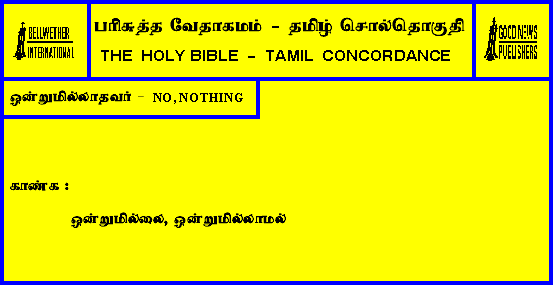 BELLWETHER
INTERNATIONAL
பரிசுத்த வேதாகமம் - தமிழ் சொல்தொகுதி
THE HOLY BIBLE - TAMIL CONCORDANCE
GOOD NEWS
PUBLISHERS
ஒன்றுமில்லாதவர் - NO,NOTHING
காண்க :
ஒன்றுமில்லை, ஒன்றுமில்லாமல்